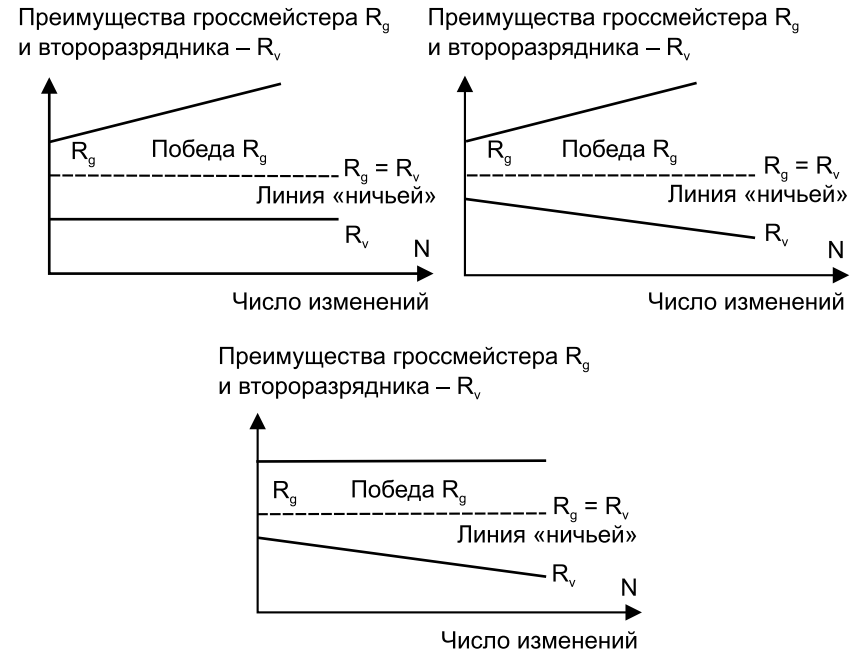 Преимущества гроссмейстера Rg
и второразрядника – Rv
Rg
Победа Rg
Rg = Rv
Линия «ничьей»
Rv
N
Число изменений
Преимущества гроссмейстера Rg
и второразрядника – Rv
Rg
Победа Rg
Rg = Rv
Линия «ничьей»
Rv
N
Число изменений
Преимущества гроссмейстера Rg
и второразрядника – Rv
Rg
Победа Rg
Rg = Rv
Линия «ничьей»
Rv
N
Число изменений